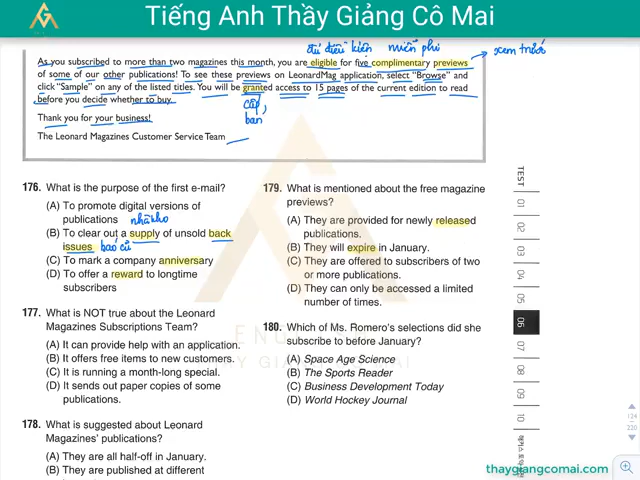 Tiếng Anh Thầy Giảng Cô Mai
đủ điều kiện miễn phí
As you subscribed to more than two magazines this month, you are eligible for five complimentary previews xem trước
of some of our other publications! To see these previews on LeonardMag application, select "Browse" and
click "Sample" on any of the listed titles. You will be granted access to 15 pages of the current edition to read
before you decide whether to buy.
cấp,
ban
Thank you for your business!
The Leonard Magazines Customer Service Team
176. What is the purpose of the first e-mail?
(A) To promote digital versions of
publications nhà kho
(B) To clear out a supply of unsold back
issues báo cũ
(C) To mark a company anniversary
(D) To offer a reward to longtime
subscribers
177. What is NOT true about the Leonard
Magazines Subscriptions Team?
(A) It can provide help with an application.
(B) It offers free items to new customers.
(C) It is running a month-long special.
(D) It sends out paper copies of some
publications.
178. What is suggested about Leonard
Magazines' publications?
(A) They are all half-off in January.
(B) They are published at different
179. What is mentioned about the free magazine
previews?
(A) They are provided for newly released
publications.
(B) They will expire in January.
(C) They are offered to subscribers of two
or more publications.
(D) They can only be accessed a limited
number of times.
180. Which of Ms. Romero's selections did she
subscribe to before January?
(A) Space Age Science
(B) The Sports Reader
(C) Business Development Today
(D) World Hockey Journal
TEST
01
02
03
04
05
06
07
08
09
10
124
220
thaygiangcomai.com